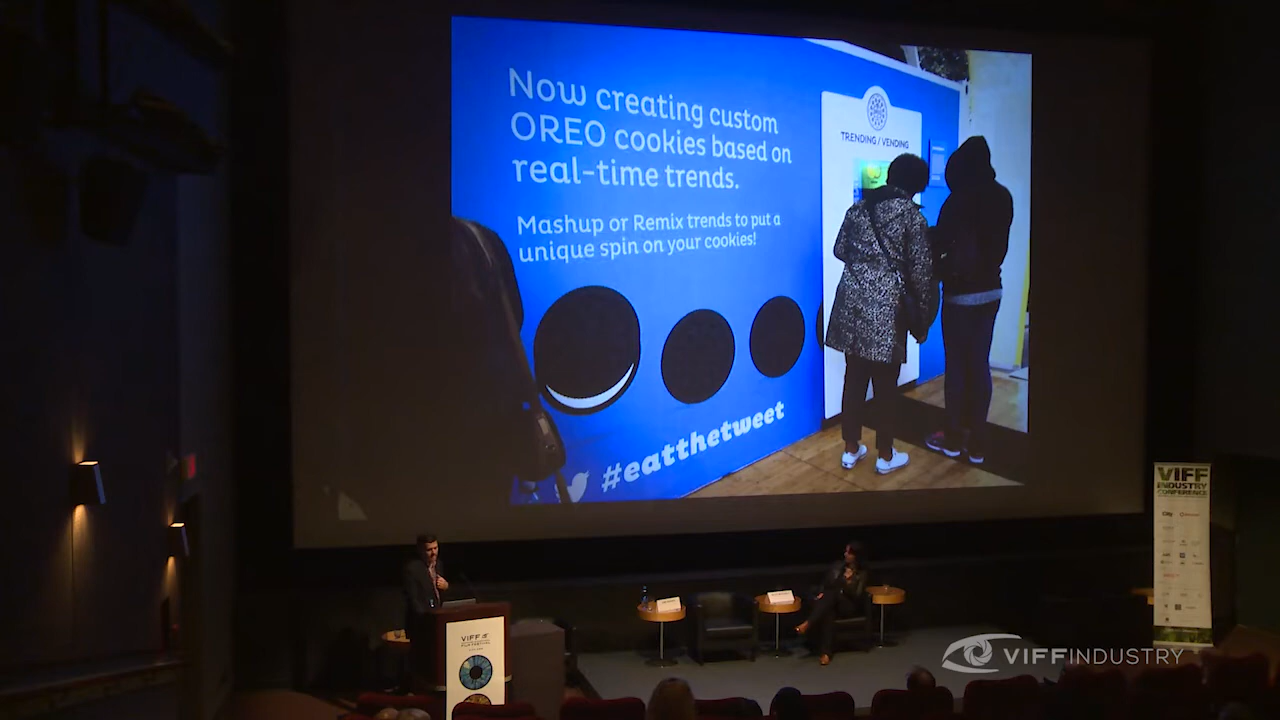 Now creating custom
OREO cookies based on
real-time trends.
Mashup or Remix trends to put a
unique spin on your cookies!
#eatthetweet
TRENDING / VENDING
VIFF
INDUSTRY
CONFERENCE
VIFF
VIFFINDUSTRY